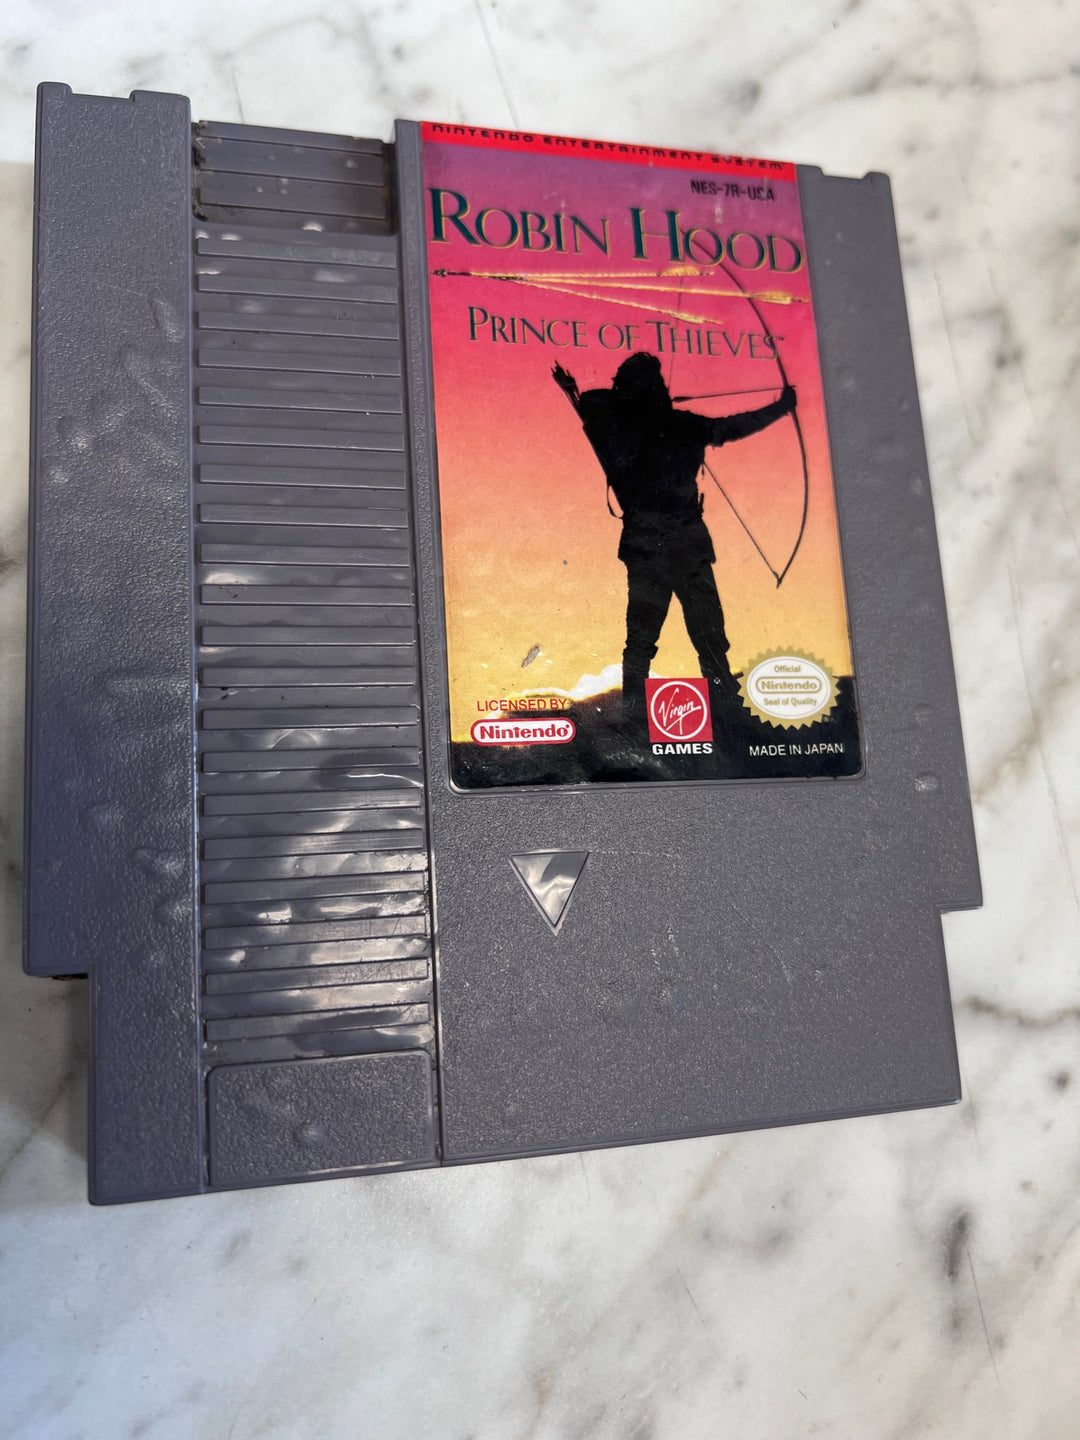 NINTENDO ENTERTAINMENT SYSTEM
NES-7R-USA
ROBIN HOOD
PRINCE OF THIEVES™
LICENSED BY
Nintendo®
Virgin
GAMES
Official
Nintendo
Seal of Quality
MADE IN JAPAN